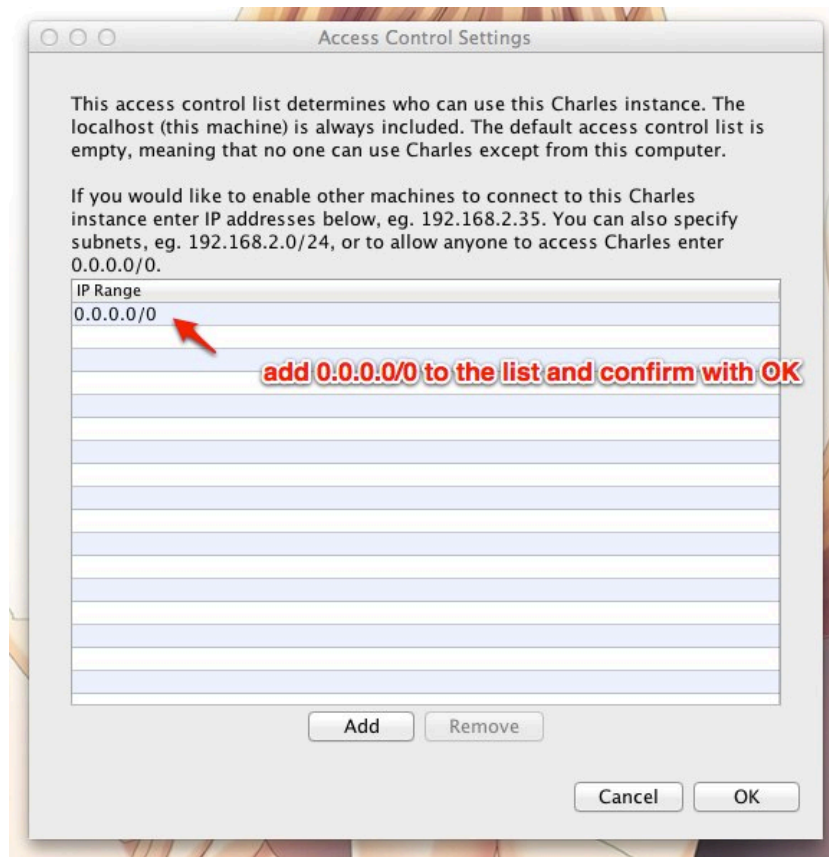 Access Control Settings
This access control list determines who can use this Charles instance. The
localhost (this machine) is always included. The default access control list is
empty, meaning that no one can use Charles except from this computer.
If you would like to enable other machines to connect to this Charles
instance enter IP addresses below, eg. 192.168.2.35. You can also specify
subnets, eg. 192.168.2.0/24, or to allow anyone to access Charles enter
0.0.0.0/0.
IP Range
0.0.0.0/0
add 0.0.0.0/0 to the list and confirm with OK
Add Remove
Cancel OK